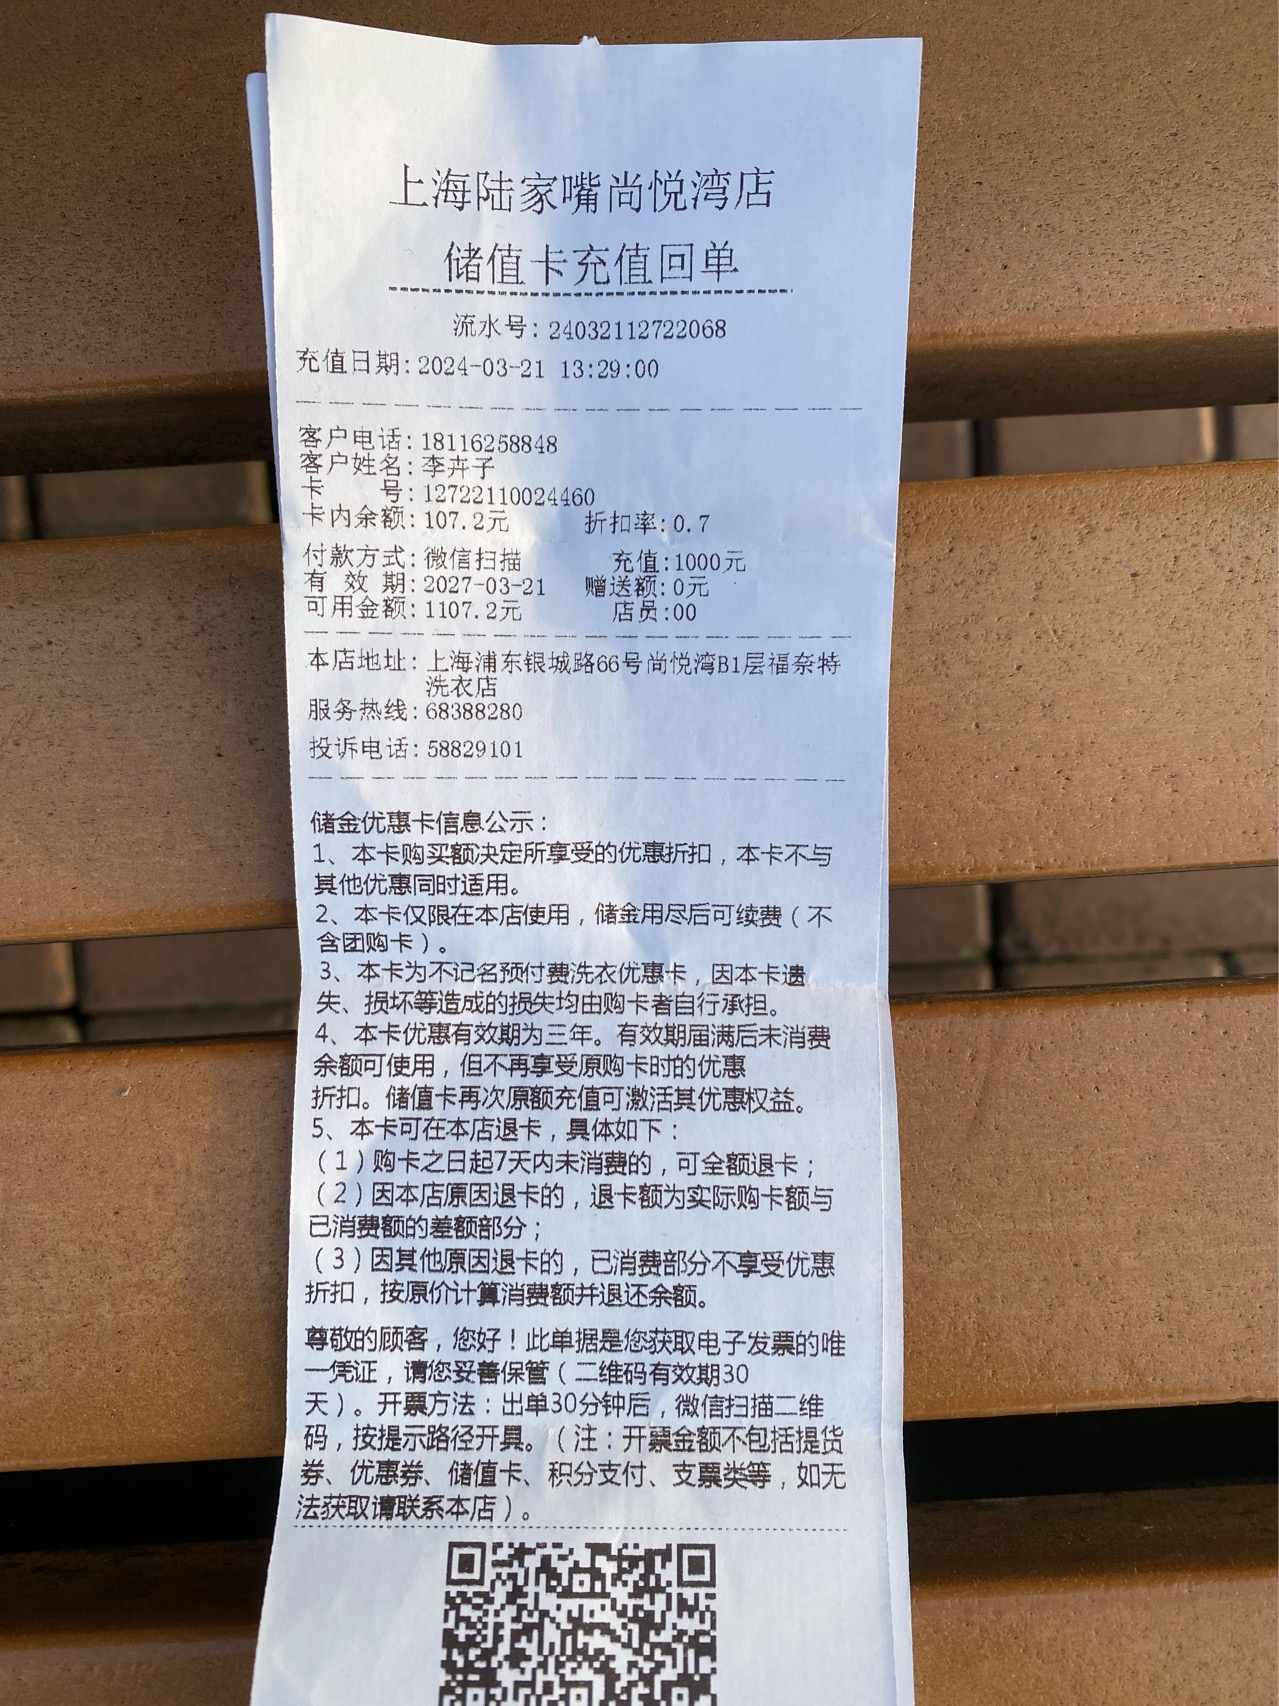 上海陆家嘴尚悦湾店
储值卡充值回单
流水号: 24032112722068
充值日期: 2024-03-21 13:29:00
客户电话: 18116258848
客户姓名: 李卉子
卡 号: 12722110024460
卡内余额: 107.2元 折扣率: 0.7
付款方式: 微信扫描 充值: 1000元
有 效 期: 2027-03-21 赠送额: 0元
可用金额: 1107.2元 店员: 00
本店地址: 上海浦东银城路66号尚悦湾B1层福奈特
洗衣店
服务热线: 68388280
投诉电话: 58829101
储金优惠卡信息公示：
1、本卡购买额决定所享受的优惠折扣，本卡不与
其他优惠同时适用。
2、本卡仅限在本店使用，储金用尽后可续费（不
含团购卡）。
3、本卡为不记名预付费洗衣优惠卡，因本卡遗
失、损坏等造成的损失均由购卡者自行承担。
4、本卡优惠有效期为三年。有效期届满后未消费
余额可使用，但不再享受原购卡时的优惠
折扣。储值卡再次原额充值可激活其优惠权益。
5、本卡可在本店退卡，具体如下：
（1）购卡之日起7天内未消费的，可全额退卡；
（2）因本店原因退卡的，退卡额为实际购卡额与
已消费额的差额部分；
（3）因其他原因退卡的，已消费部分不享受优惠
折扣，按原价计算消费额并退还余额。
尊敬的顾客，您好！此单据是您获取电子发票的唯
一凭证，请您妥善保管（二维码有效期30
天）。开票方法：出单30分钟后，微信扫描二维
码，按提示路径开具。（注：开票金额不包括提货
券、优惠券、储值卡、积分支付、支票类等，如无
法获取请联系本店）。